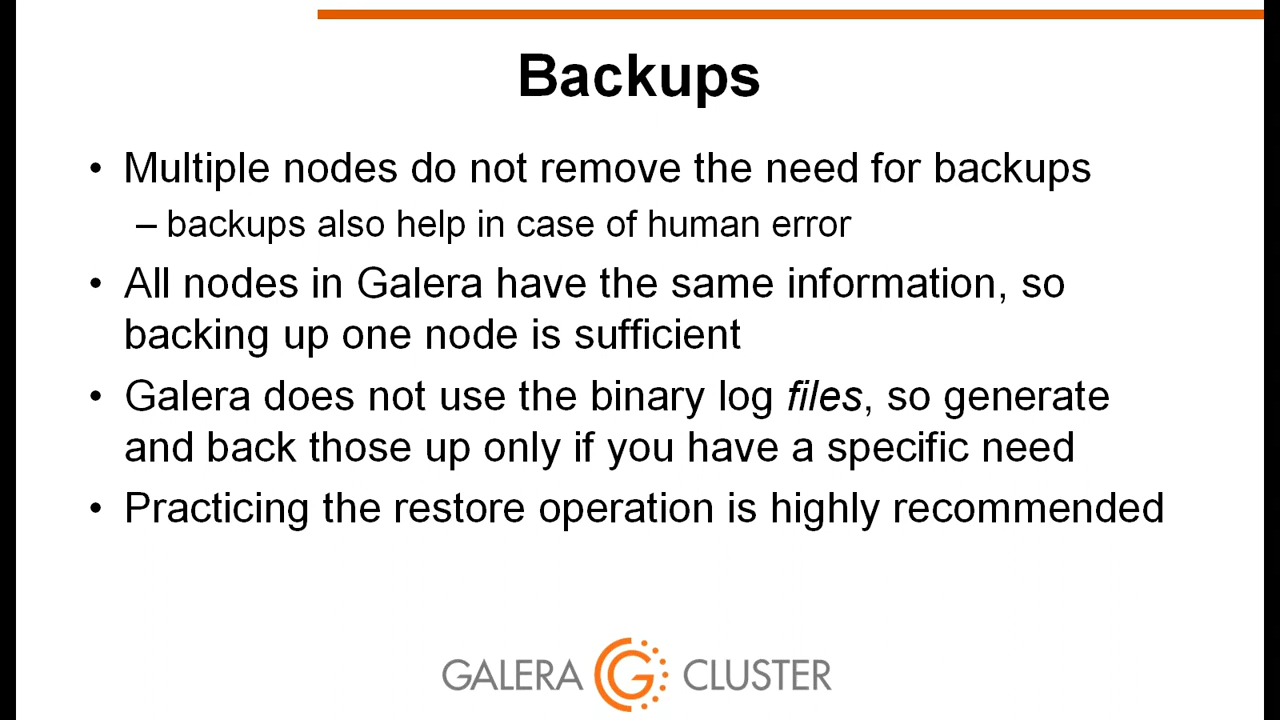 Backups
• Multiple nodes do not remove the need for backups
– backups also help in case of human error
• All nodes in Galera have the same information, so
backing up one node is sufficient
• Galera does not use the binary log files, so generate
and back those up only if you have a specific need
• Practicing the restore operation is highly recommended
GALERA G CLUSTER